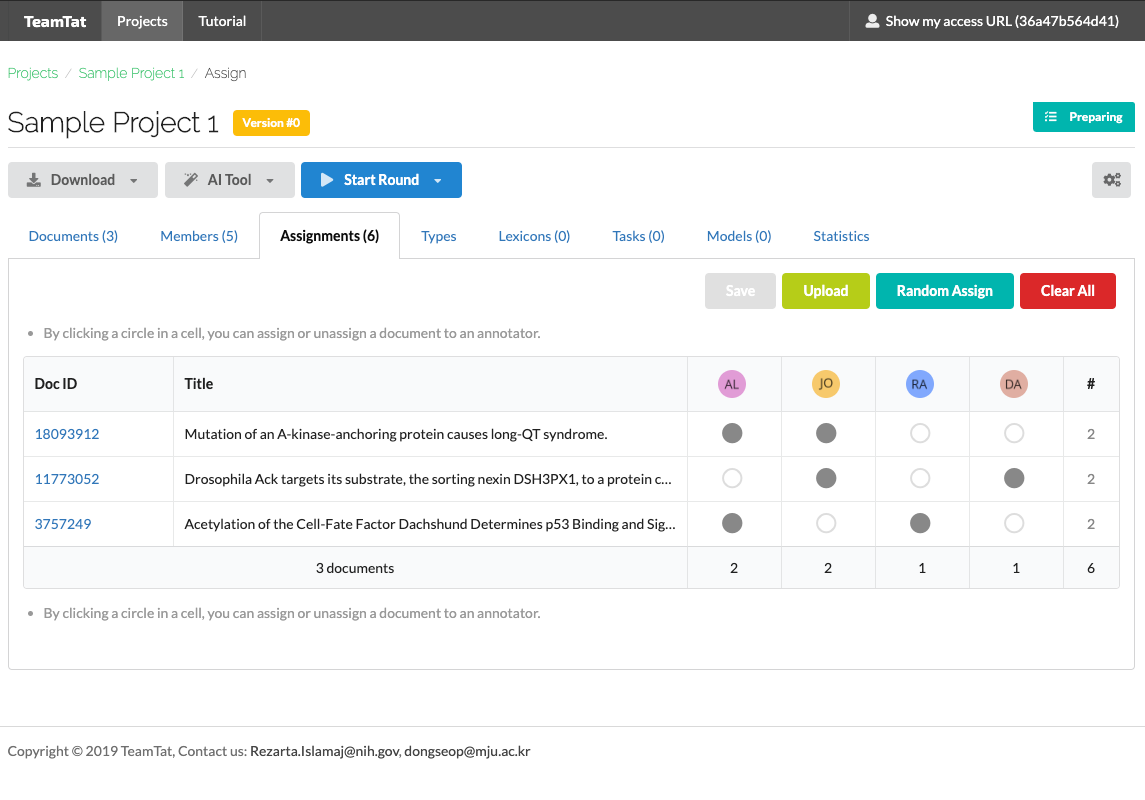 TeamTat Projects Tutorial Show my access URL (36a47b564d41)
Projects / Sample Project 1 / Assign
Sample Project 1 Version #0 Preparing
Download AI Tool Start Round
Documents (3) Members (5) Assignments (6) Types Lexicons (0) Tasks (0) Models (0) Statistics
Save Upload Random Assign Clear All
• By clicking a circle in a cell, you can assign or unassign a document to an annotator.
Doc ID Title AL JO RA DA #
18093912 Mutation of an A-kinase-anchoring protein causes long-QT syndrome. 2
11773052 Drosophila Ack targets its substrate, the sorting nexin DSH3PX1, to a protein c... 2
3757249 Acetylation of the Cell-Fate Factor Dachshund Determines p53 Binding and Sig... 2
3 documents 2 2 1 1 6
• By clicking a circle in a cell, you can assign or unassign a document to an annotator.
Copyright © 2019 TeamTat, Contact us: Rezarta.Islamaj@nih.gov, dongseop@mju.ac.kr